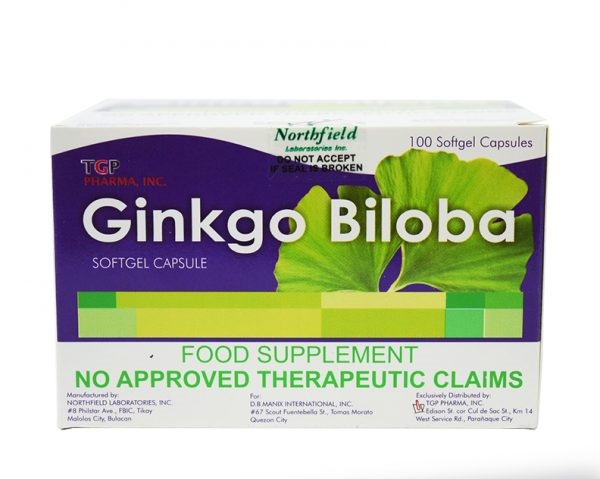 Northfield
Laboratories Inc.
DO NOT ACCEPT
IF SEAL IS BROKEN
100 Softgel Capsules
TGP
PHARMA, INC.
Ginkgo Biloba
SOFTGEL CAPSULE
FOOD SUPPLEMENT
NO APPROVED THERAPEUTIC CLAIMS
Manufactured by:
NORTHFIELD LABORATORIES, INC.
#8 Philstar Ave., FBIC, Tikay
Malolos City, Bulacan
For:
D.B.MANIX INTERNATIONAL, INC.
#67 Scout Fuentebella St., Tomas Morato
Quezon City
Exclusively Distributed by:
TGP PHARMA, INC.
Edison St. cor Cul de Sac St., Km 14
West Service Rd., Parañaque City